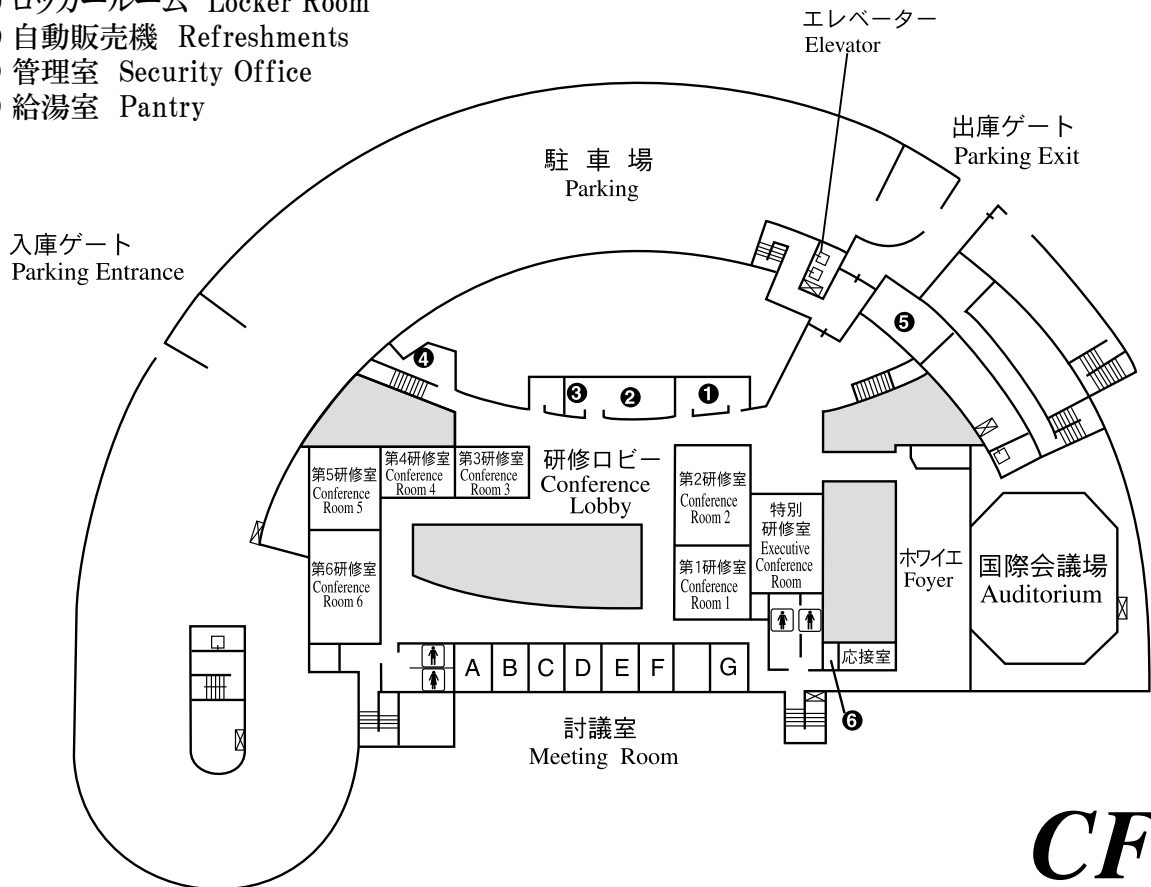 ロッカールーム Locker Room
自動販売機 Refreshments
管理室 Security Office
給湯室 Pantry
エレベーター
Elevator
出庫ゲート
Parking Exit
駐車場
Parking
入庫ゲート
Parking Entrance
❺
❹
❸
❷
❶
第5研修室
Conference
Room 5
第4研修室
Conference
Room 4
第3研修室
Conference
Room 3
研修ロビー
Conference
Lobby
第2研修室
Conference
Room 2
特別
研修室
Executive
Conference
Room
第6研修室
Conference
Room 6
第1研修室
Conference
Room 1
ホワイエ
Foyer
国際会議場
Auditorium
A B C D E F G
応接室
❻
討議室
Meeting Room
CF